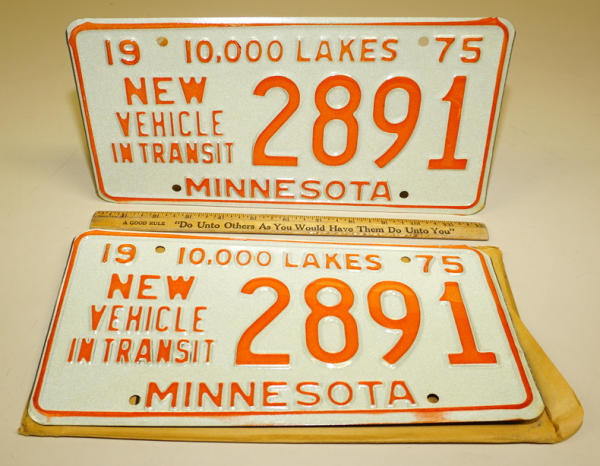 19 10,000 LAKES 75
NEW
VEHICLE
IN TRANSIT
2891
MINNESOTA
A GOOD RULE "Do Unto Others As You Would Have Them Do Unto You"
19 10,000 LAKES 75
NEW
VEHICLE
IN TRANSIT
2891
MINNESOTA